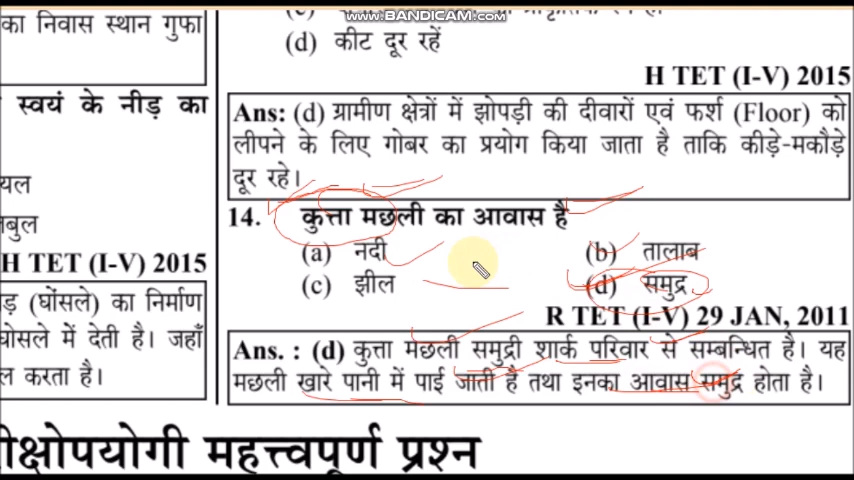 www.BANDICAM.com
का निवास स्थान गुफा
स्वयं के नीड़ का
यल
नबुल
H TET (I-V) 2015
ड़ (घोंसले) का निर्माण
घोसले में देती है। जहाँ
ल करता है।
(d) कीट दूर रहें
H TET (I-V) 2015
Ans: (d) ग्रामीण क्षेत्रों में झोपड़ी की दीवारों एवं फर्श (Floor) को
लीपने के लिए गोबर का प्रयोग किया जाता है ताकि कीड़े-मकौड़े
दूर रहे।
14. कुत्ता मछली का आवास है
(a) नदी (b) तालाब
(c) झील (d) समुद्र
R TET (I-V) 29 JAN, 2011
Ans. : (d) कुत्ता मछली समुद्री शार्क परिवार से सम्बन्धित है। यह
मछली खारे पानी में पाई जाती है तथा इनका आवास समुद्र होता है।
ीक्षोपयोगी महत्त्वपूर्ण प्रश्न